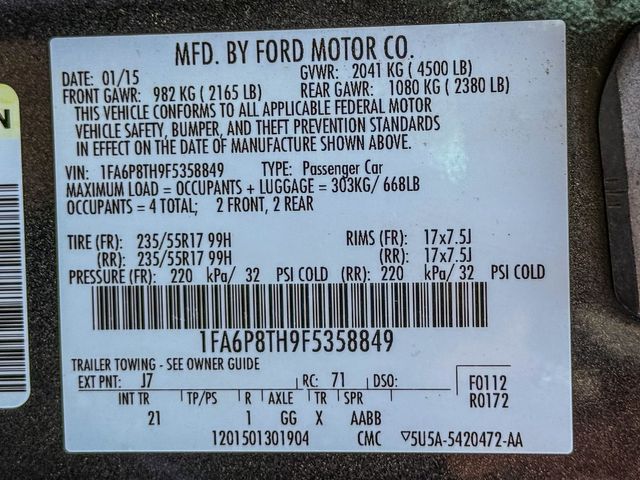 MFD. BY FORD MOTOR CO.
DATE: 01/15 GVWR: 2041 KG ( 4500 LB)
FRONT GAWR: 982 KG ( 2165 LB) REAR GAWR: 1080 KG ( 2380 LB)
THIS VEHICLE CONFORMS TO ALL APPLICABLE FEDERAL MOTOR
VEHICLE SAFETY, BUMPER, AND THEFT PREVENTION STANDARDS
IN EFFECT ON THE DATE OF MANUFACTURE SHOWN ABOVE.
VIN: 1FA6P8TH9F5358849 TYPE: Passenger Car
MAXIMUM LOAD = OCCUPANTS + LUGGAGE = 303KG/ 668LB
OCCUPANTS = 4 TOTAL; 2 FRONT, 2 REAR
TIRE (FR): 235/55R17 99H RIMS (FR): 17x7.5J
(RR): 235/55R17 99H (RR): 17x7.5J
PRESSURE (FR): 220 kPa/ 32 PSI COLD (RR): 220 kPa/ 32 PSI COLD
1FA6P8TH9F5358849
TRAILER TOWING - SEE OWNER GUIDE
EXT PNT: J7 RC: 71 DSO: F0112
INT TR TP/PS R AXLE TR SPR R0172
21 1 GG X AABB
1201501301904 CMC ▽5U5A-5420472-AA
N